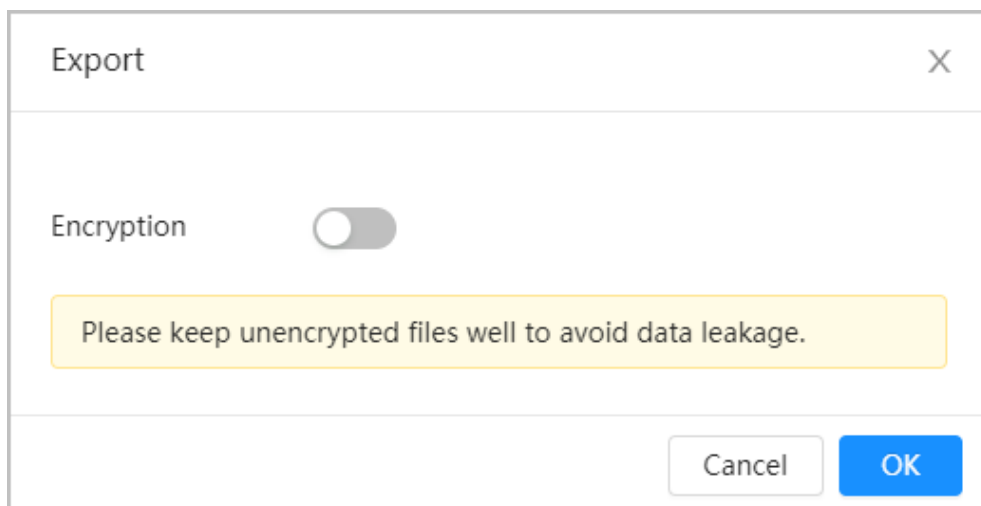 Export
X
Encryption
Please keep unencrypted files well to avoid data leakage.
Cancel
OK